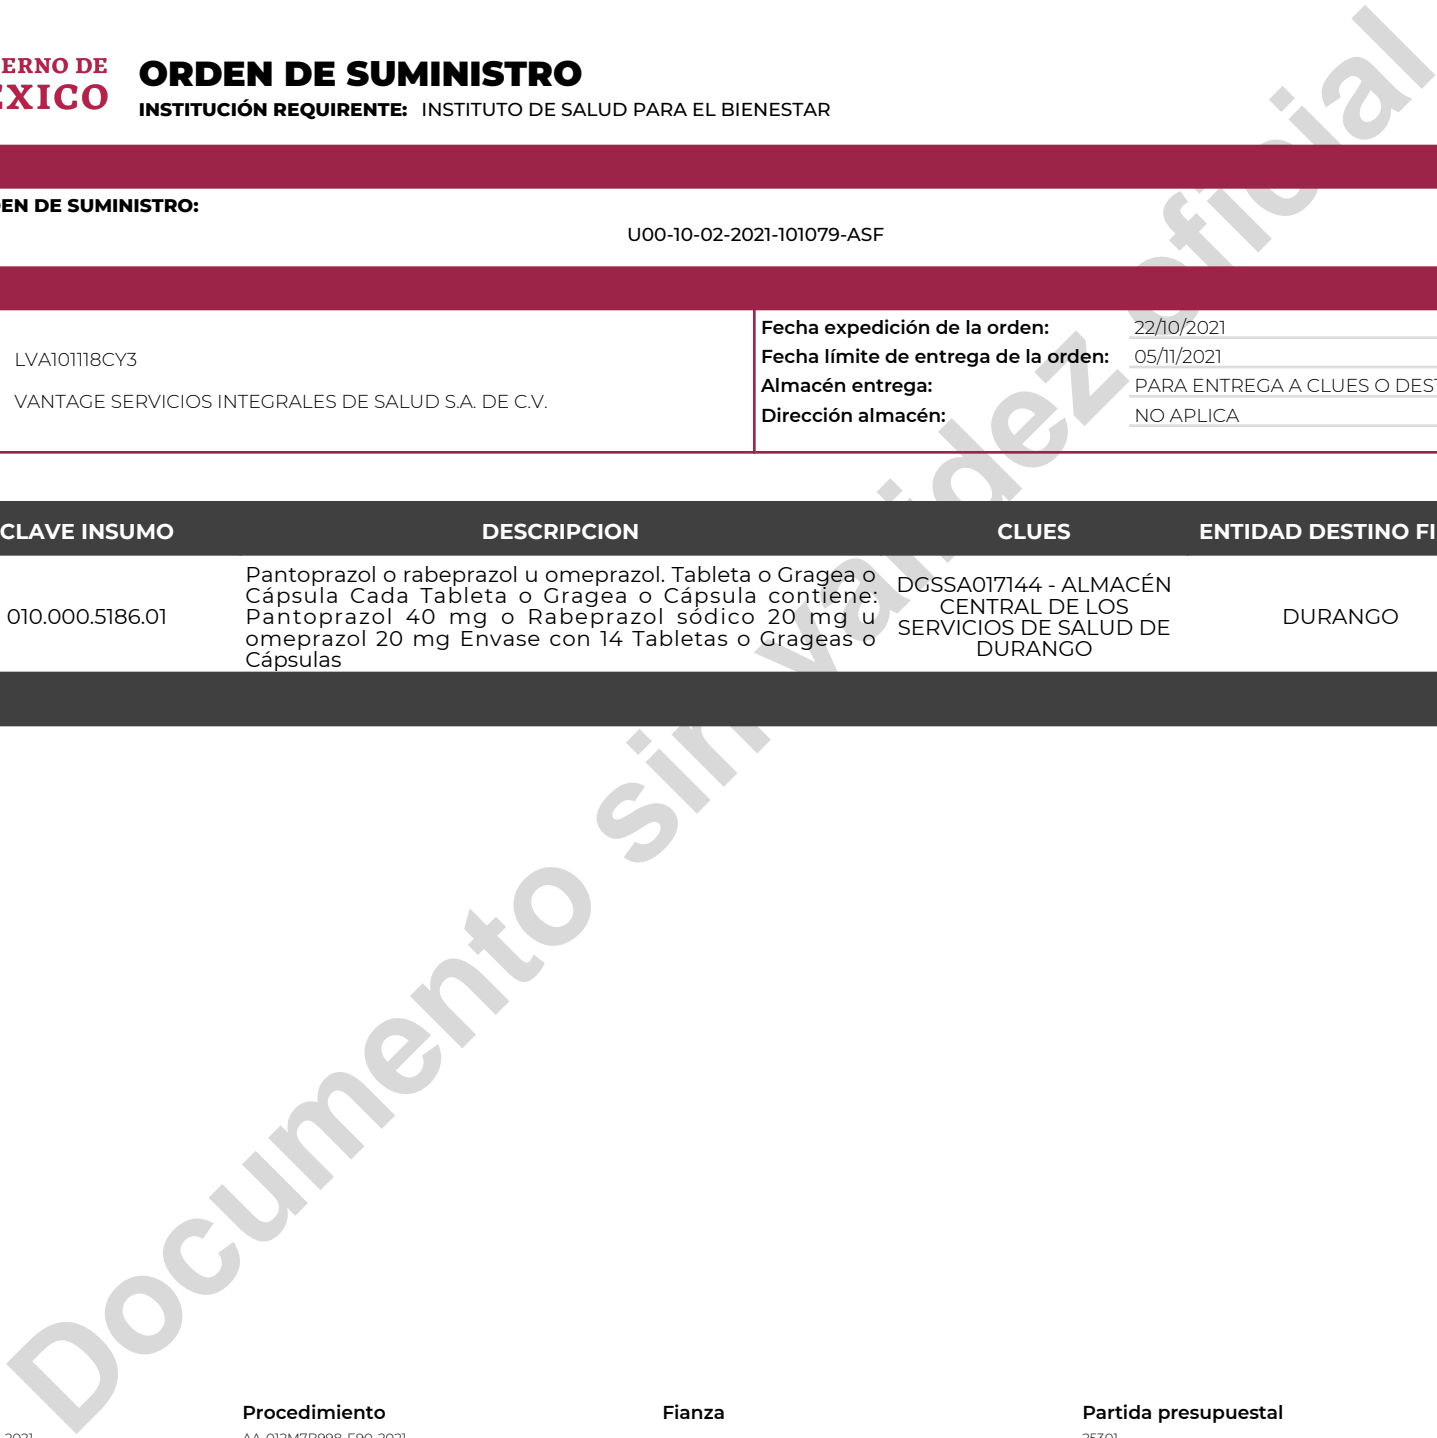 ERNO DE
EXICO
ORDEN DE SUMINISTRO
INSTITUCIÓN REQUIRENTE: INSTITUTO DE SALUD PARA EL BIENESTAR
EN DE SUMINISTRO:
U00-10-02-2021-101079-ASF
LVA101118CY3
VANTAGE SERVICIOS INTEGRALES DE SALUD S.A. DE C.V.
Fecha expedición de la orden: 22/10/2021
Fecha límite de entrega de la orden: 05/11/2021
Almacén entrega: PARA ENTREGA A CLUES O DEST
Dirección almacén: NO APLICA
CLAVE INSUMO DESCRIPCION CLUES ENTIDAD DESTINO FI
010.000.5186.01
Pantoprazol o rabeprazol u omeprazol. Tableta o Gragea o
Cápsula Cada Tableta o Gragea o Cápsula contiene:
Pantoprazol 40 mg o Rabeprazol sódico 20 mg u
omeprazol 20 mg Envase con 14 Tabletas o Grageas o
Cápsulas
DGSSA017144 - ALMACÉN
CENTRAL DE LOS
SERVICIOS DE SALUD DE
DURANGO
DURANGO
Documento sin validez oficial
Procedimiento Fianza Partida presupuestal